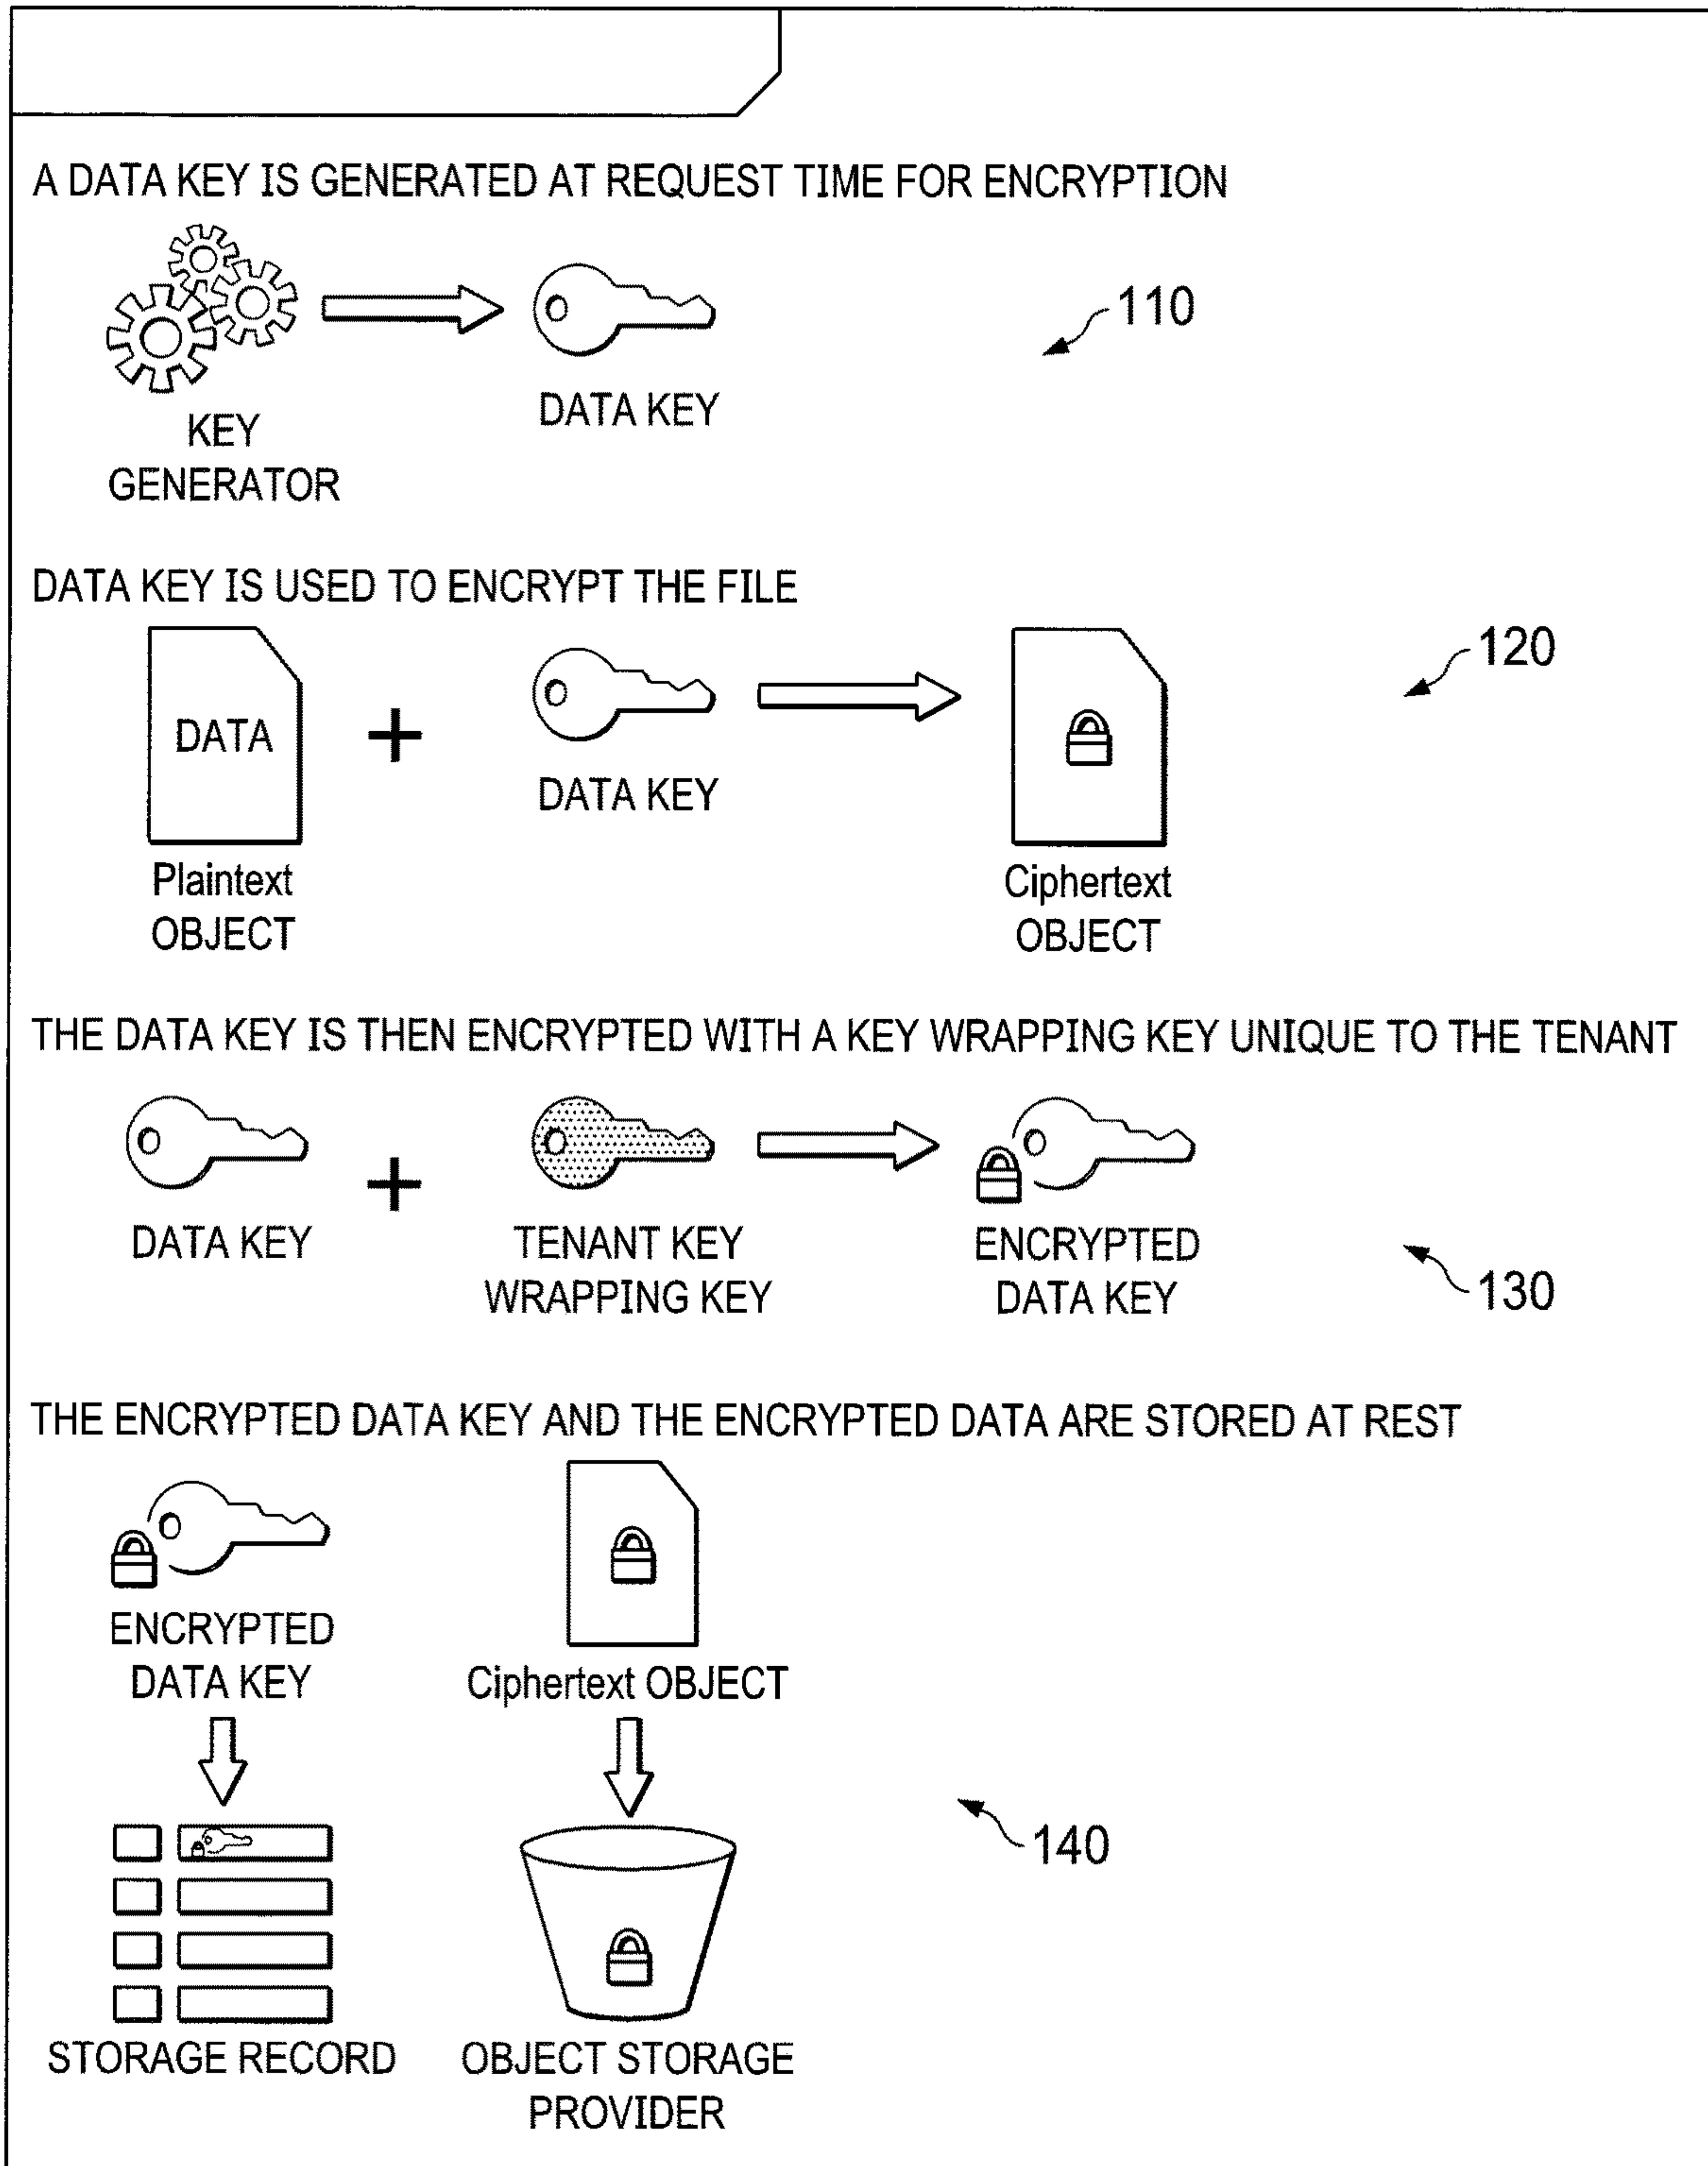 A DATA KEY IS GENERATED AT REQUEST TIME FOR ENCRYPTION
110
DATA KEY
KEY
GENERATOR
DATA KEY IS USED TO ENCRYPT THE FILE
120
DATA
+
DATA KEY
Plaintext
OBJECT
Ciphertext
OBJECT
THE DATA KEY IS THEN ENCRYPTED WITH A KEY WRAPPING KEY UNIQUE TO THE TENANT
+
DATA KEY
TENANT KEY
WRAPPING KEY
ENCRYPTED
DATA KEY
130
THE ENCRYPTED DATA KEY AND THE ENCRYPTED DATA ARE STORED AT REST
ENCRYPTED
DATA KEY
Ciphertext OBJECT
140
STORAGE RECORD
OBJECT STORAGE
PROVIDER